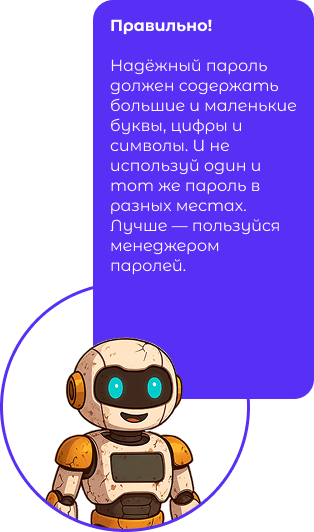 Правильно!
Надёжный пароль
должен содержать
большие и маленькие
буквы, цифры и
символы. И не
используй один и
тот же пароль в
разных местах.
Лучше — пользуйся
менеджером
паролей.